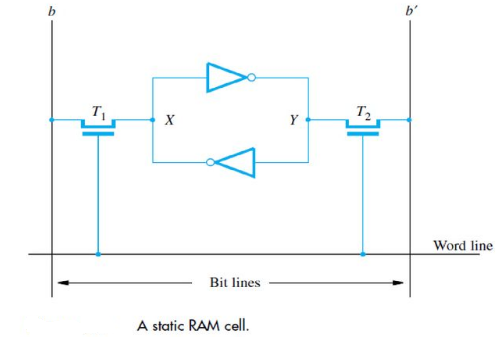 b b′
T₁ X Y T₂
Word line
Bit lines
A static RAM cell.